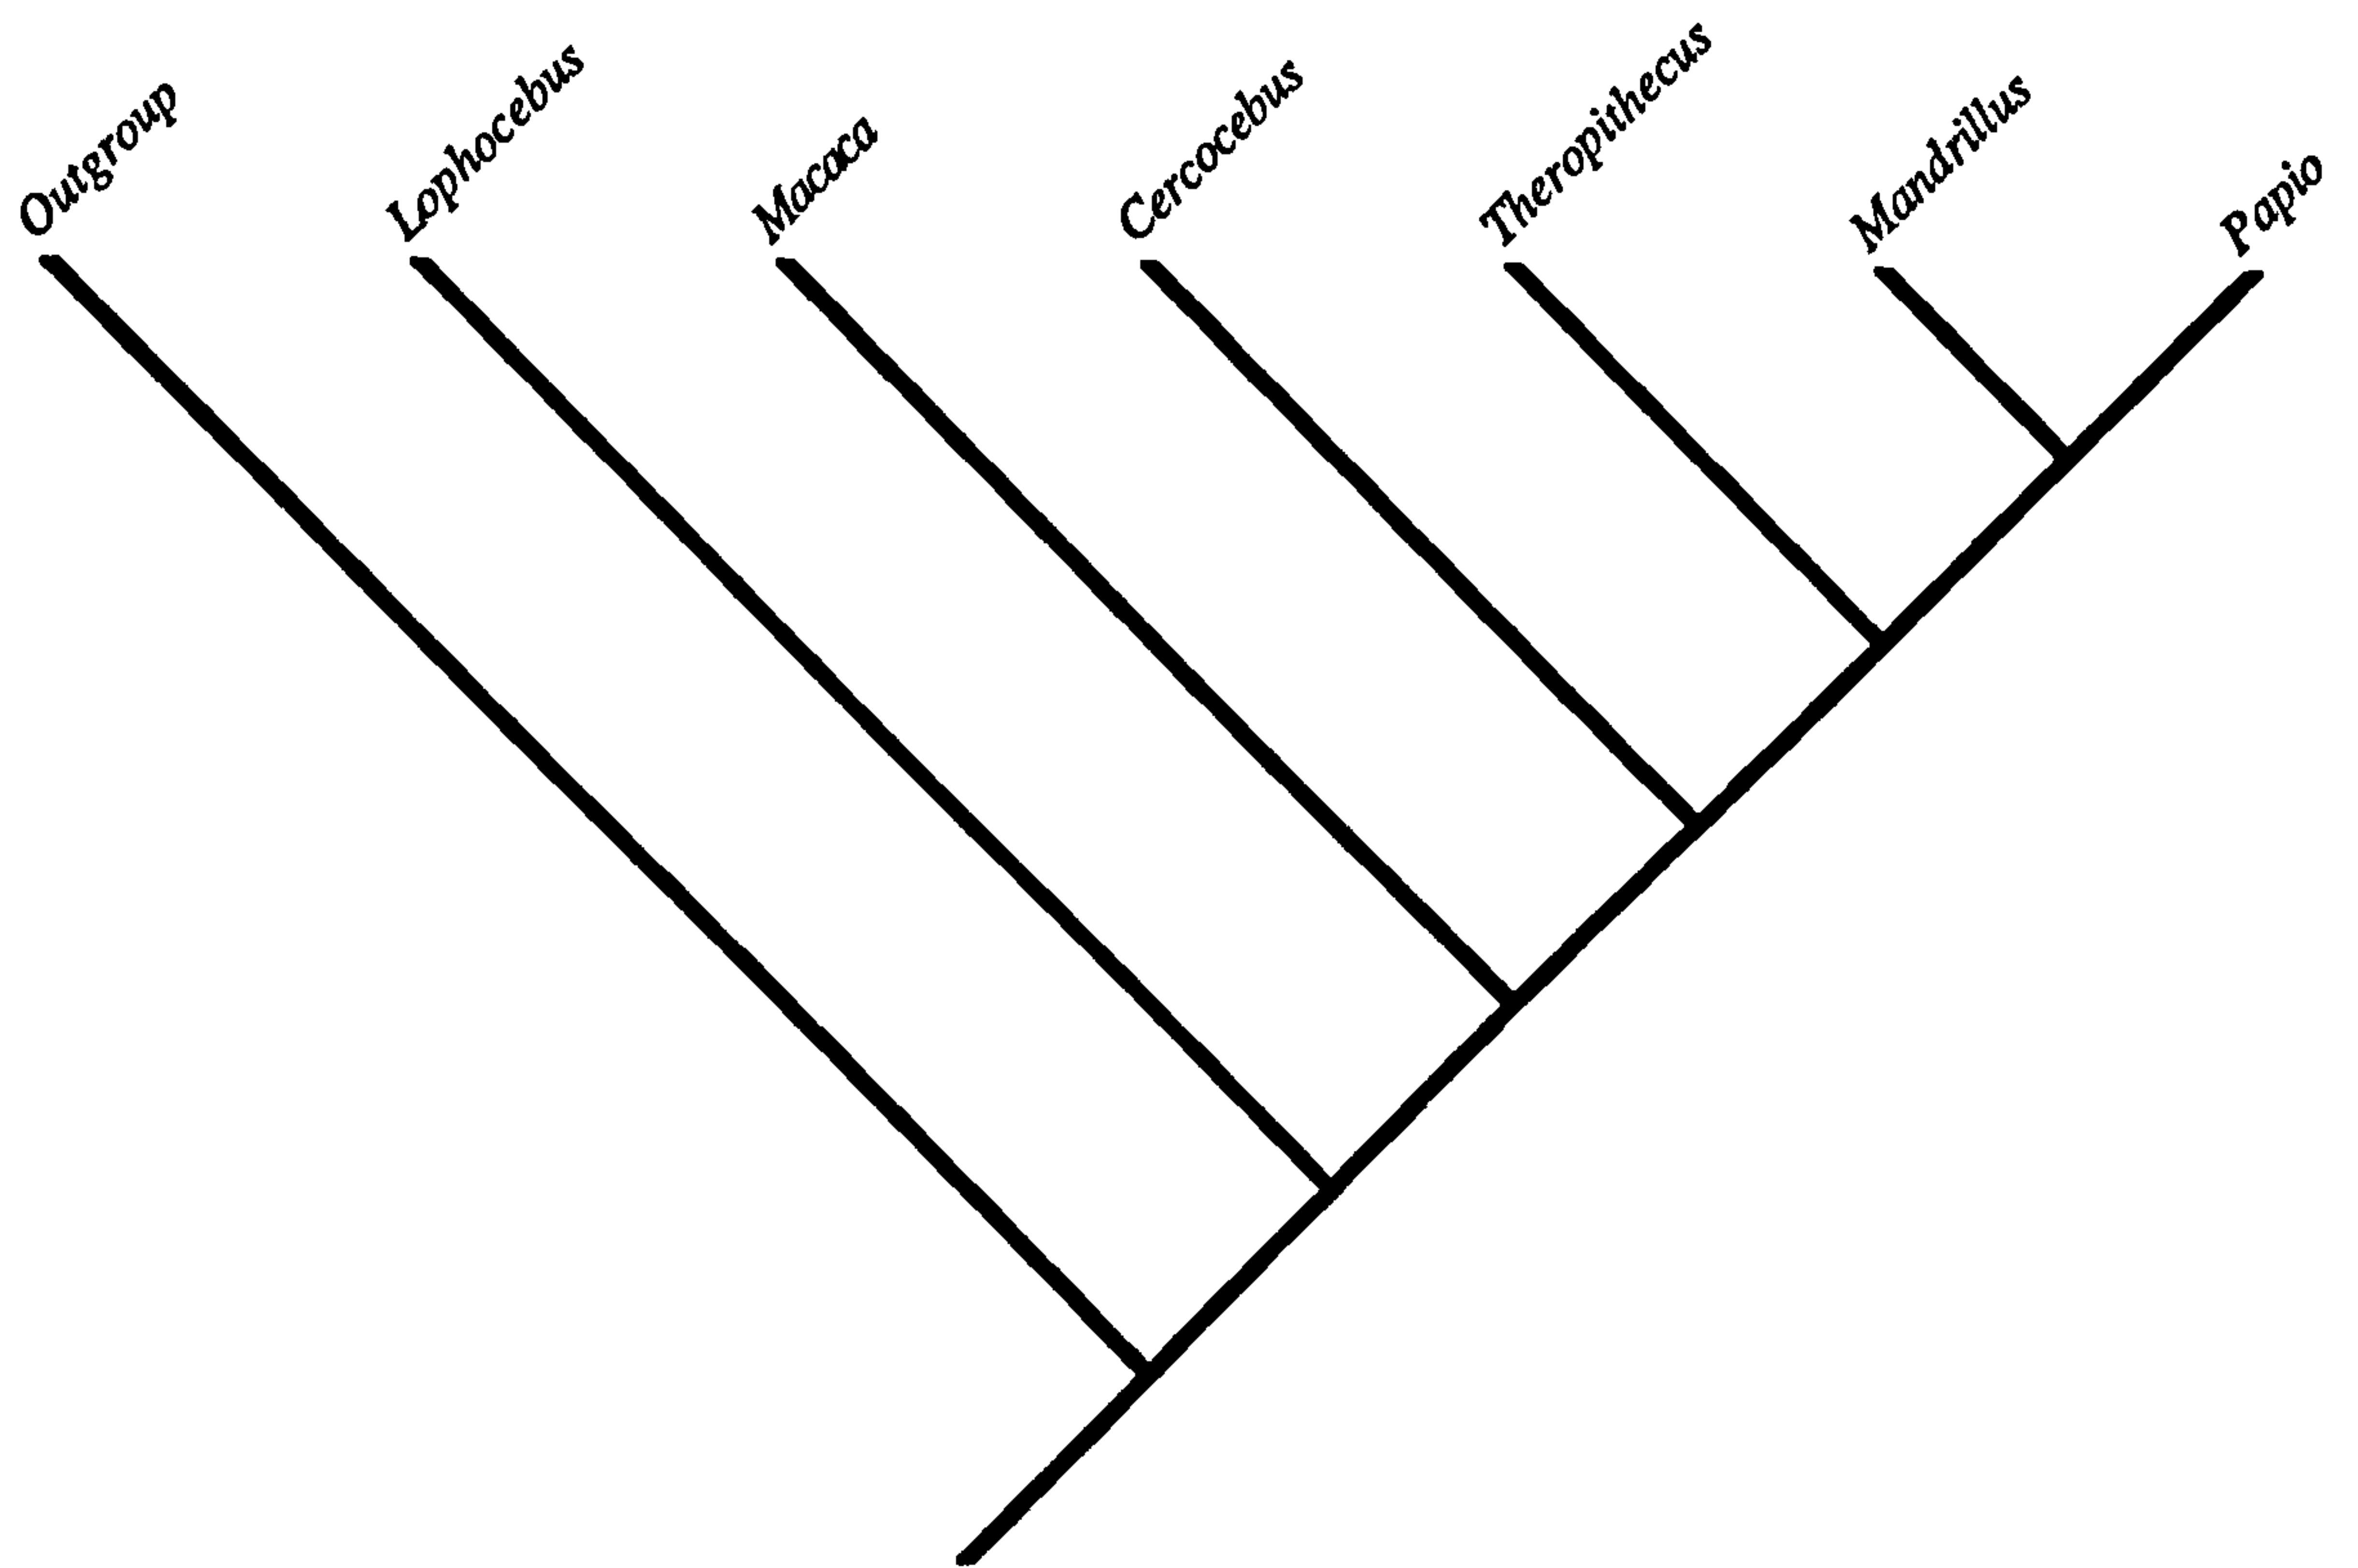 Outgroup
Lophocebus
Macaca
Cercocebus
Theropithecus
Mandrillus
Papio